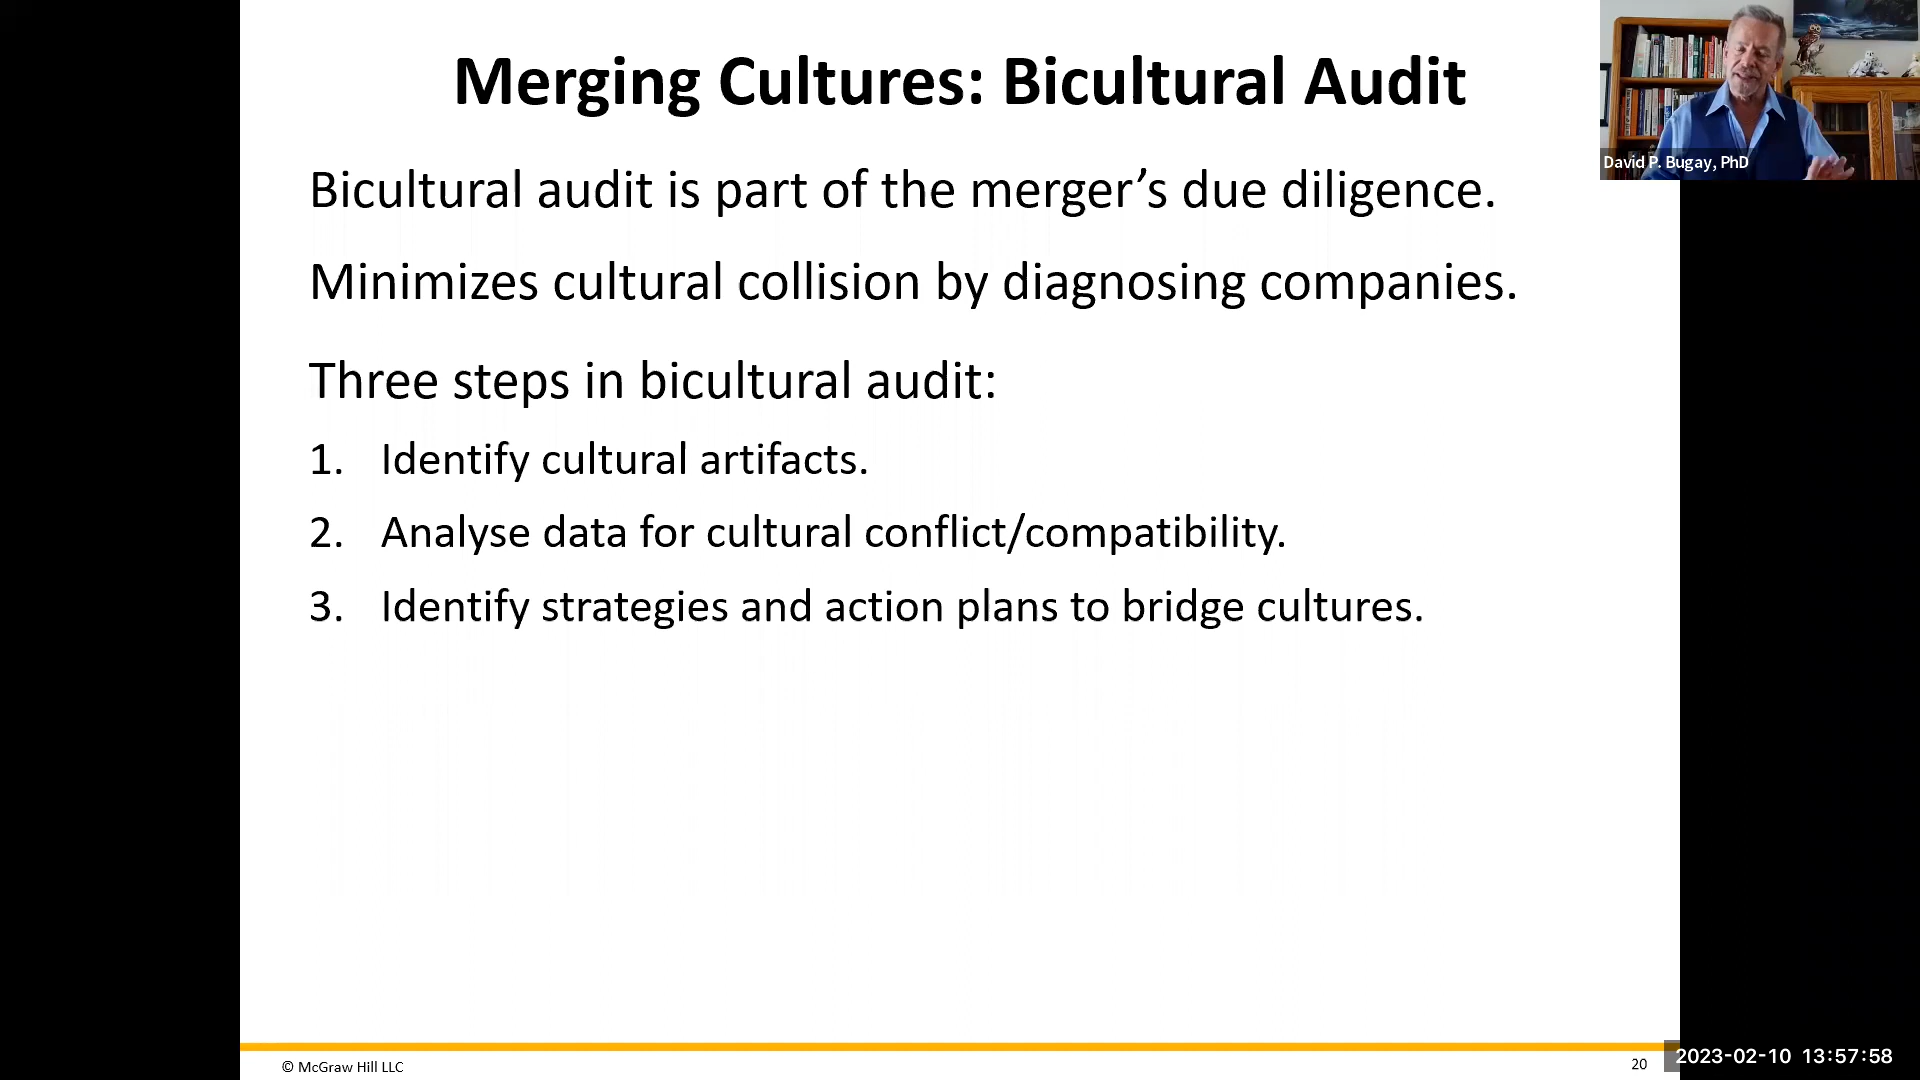 Merging Cultures: Bicultural Audit
David P. Bugay, PhD
Bicultural audit is part of the merger’s due diligence.
Minimizes cultural collision by diagnosing companies.
Three steps in bicultural audit:
1. Identify cultural artifacts.
2. Analyse data for cultural conflict/compatibility.
3. Identify strategies and action plans to bridge cultures.
© McGraw Hill LLC
20
2023-02-10 13:57:58